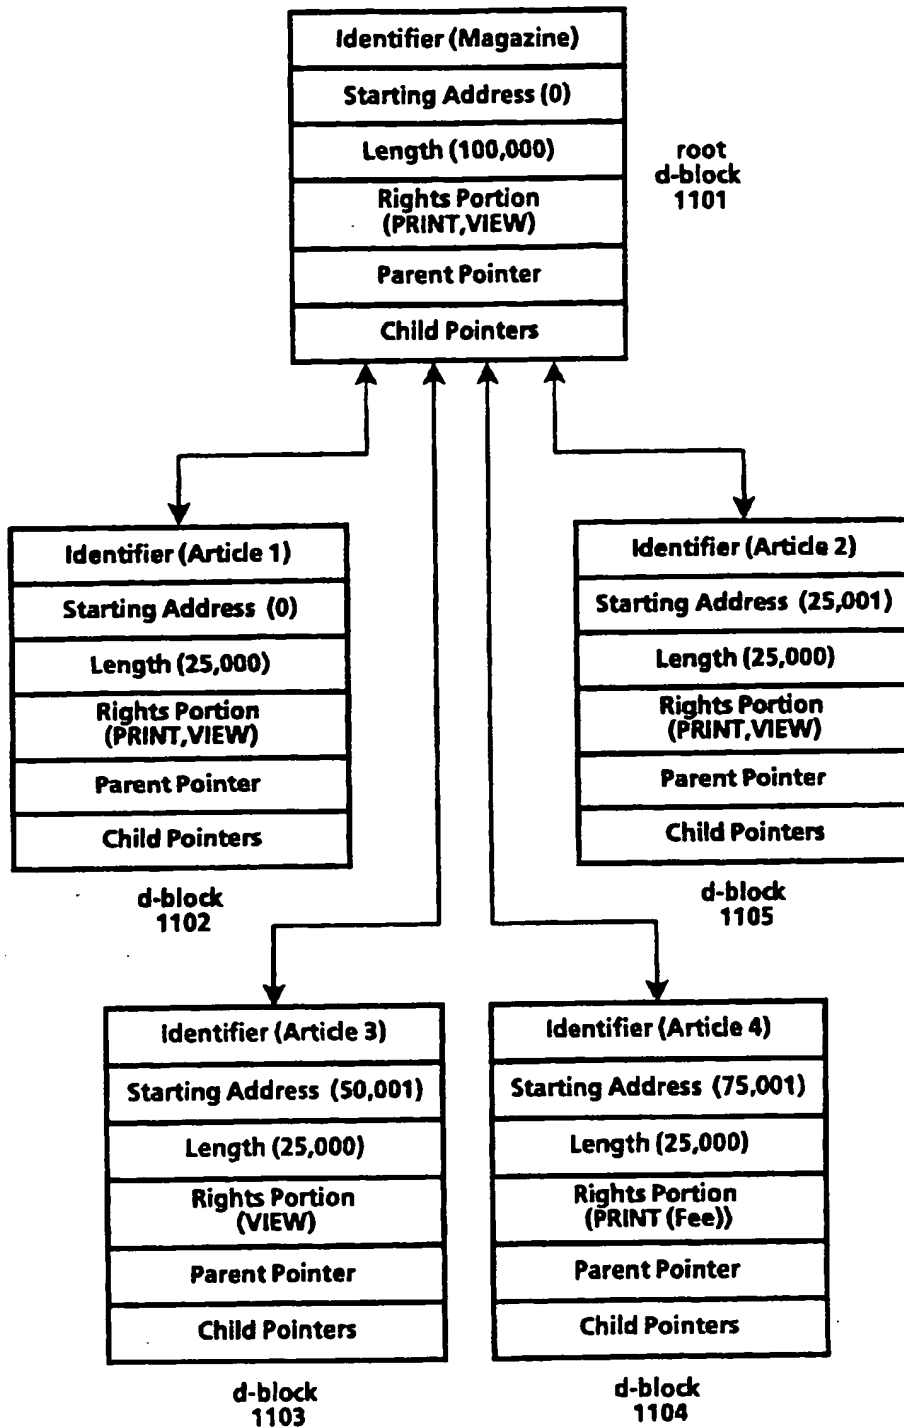 Identifier (Magazine)
Starting Address (0)
Length (100,000)
Rights Portion
(PRINT,VIEW)
Parent Pointer
Child Pointers
root
d-block
1101
Identifier (Article 1)
Starting Address (0)
Length (25,000)
Rights Portion
(PRINT,VIEW)
Parent Pointer
Child Pointers
d-block
1102
Identifier (Article 2)
Starting Address (25,001)
Length (25,000)
Rights Portion
(PRINT,VIEW)
Parent Pointer
Child Pointers
d-block
1105
Identifier (Article 3)
Starting Address (50,001)
Length (25,000)
Rights Portion
(VIEW)
Parent Pointer
Child Pointers
d-block
1103
Identifier (Article 4)
Starting Address (75,001)
Length (25,000)
Rights Portion
(PRINT (Fee))
Parent Pointer
Child Pointers
d-block
1104